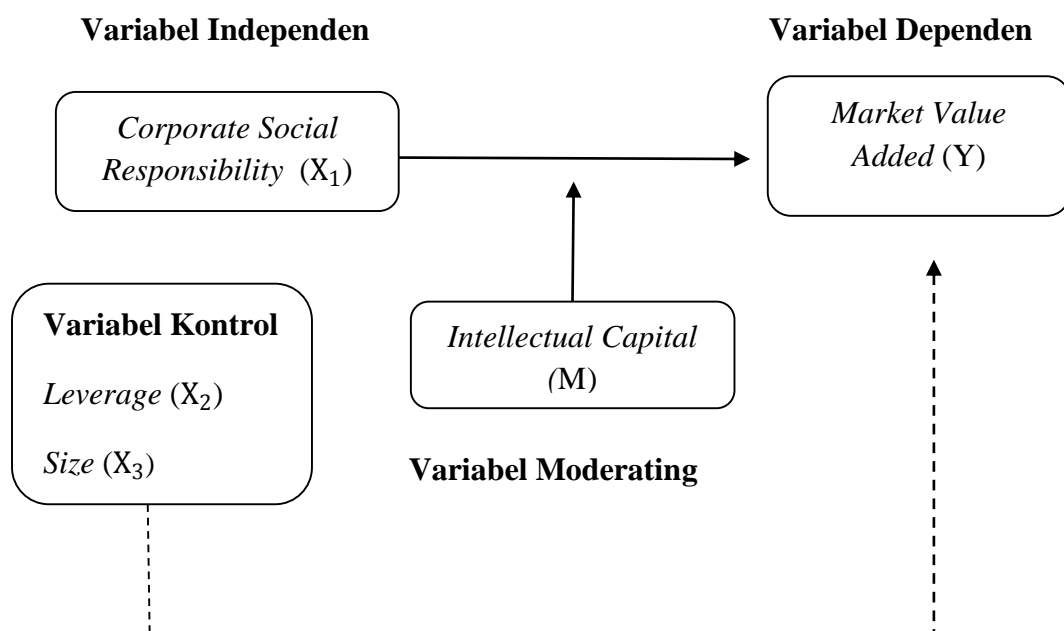 Variabel Independen
Variabel Dependen
Corporate Social
Responsibility (X₁)
Market Value
Added (Y)
Variabel Kontrol
Leverage (X₂)
Size (X₃)
Intellectual Capital
(M)
Variabel Moderating